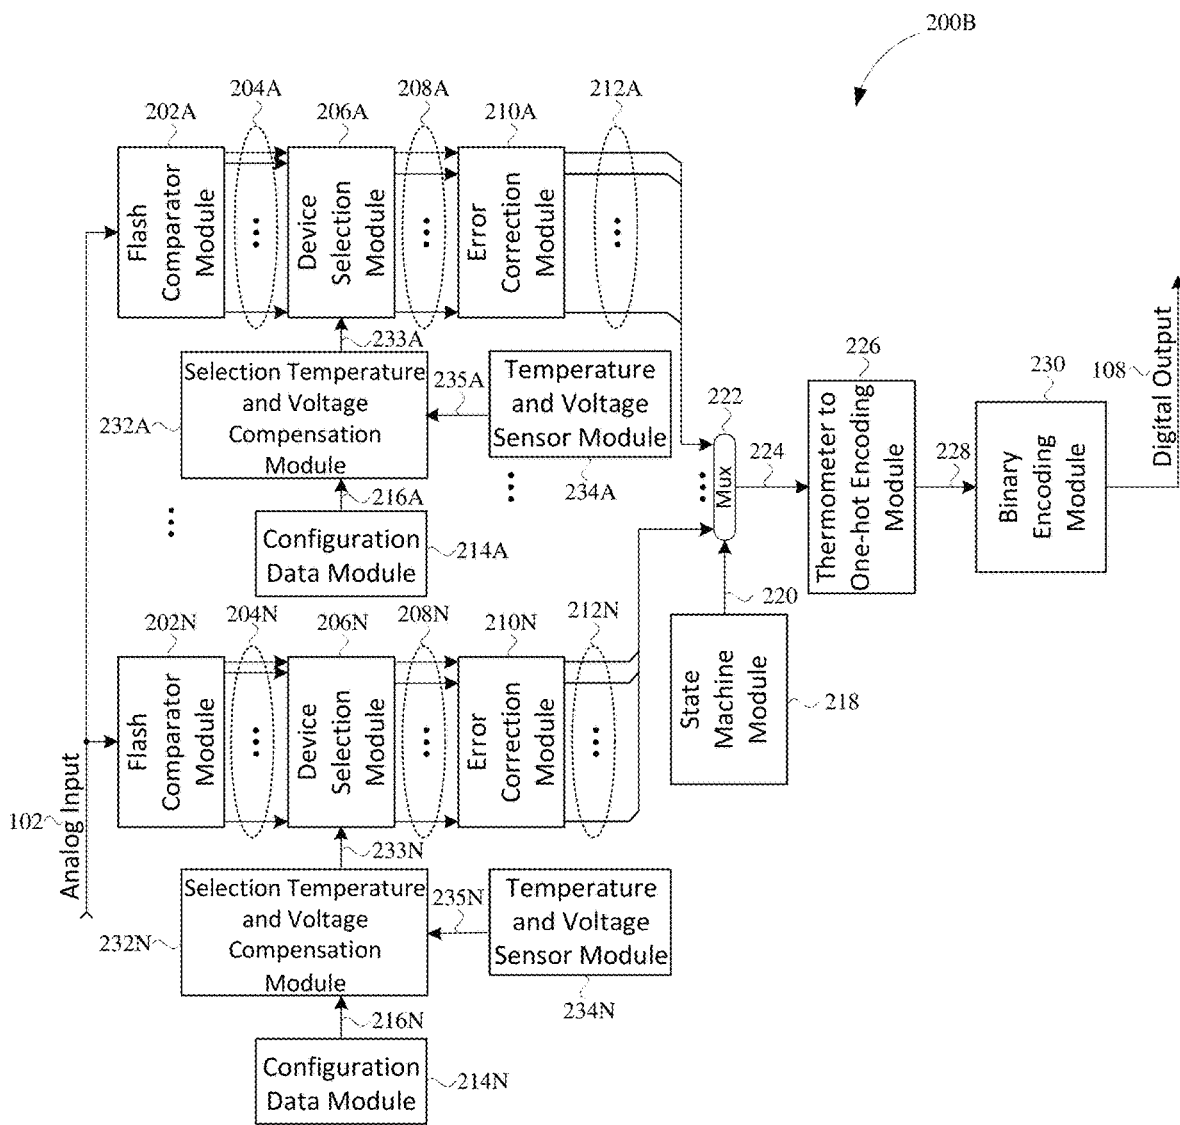 200B
204A
208A
212A
202A
206A
210A
Flash
Comparator
Module
Device
Selection
Module
Error
Correction
Module
233A
Selection Temperature
and Voltage
Compensation
Module
232A
235A
Temperature
and Voltage
Sensor Module
234A
216A
Configuration
Data Module
214A
222
Mux
224
226
Thermometer to
One-hot Encoding
Module
228
230
Binary
Encoding
Module
108
Digital Output
220
State
Machine
Module
218
204N
208N
212N
202N
206N
210N
Flash
Comparator
Module
Device
Selection
Module
Error
Correction
Module
102
Analog Input
233N
Selection Temperature
and Voltage
Compensation
Module
232N
235N
Temperature
and Voltage
Sensor Module
234N
216N
Configuration
Data Module
214N